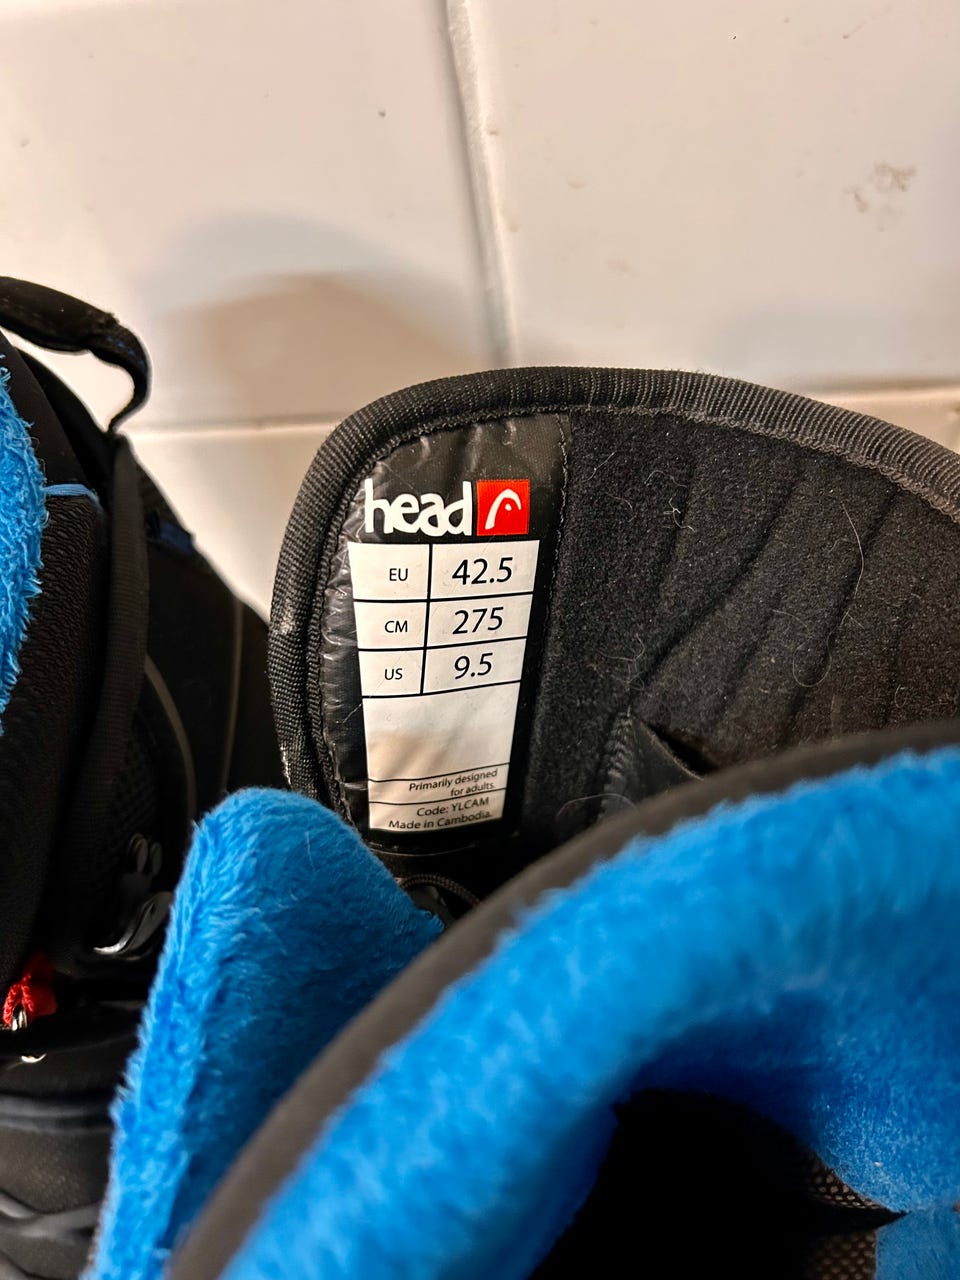 head
EU 42.5
CM 275
US 9.5
Primarily designed
for adults.
Code: YLCAM
Made in Cambodia.